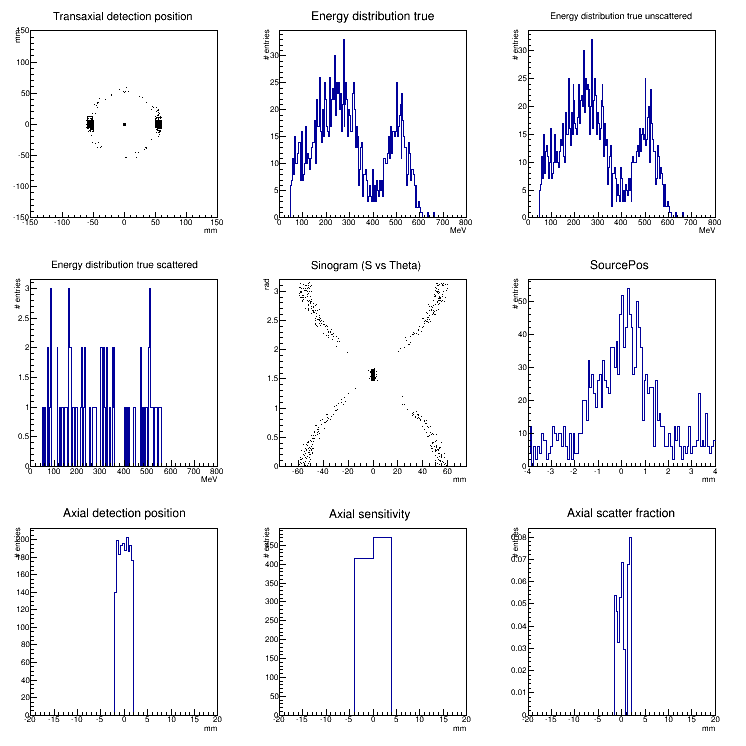 Transaxial detection position
Energy distribution true
Energy distribution true unscattered
mm
150
100
50
0
-50
-100
-150
-150 -100 -50 0 50 100 150
mm
# entries
30
25
20
15
10
5
0
0 100 200 300 400 500 600 700 800
MeV
# entries
30
25
20
15
10
5
0
0 100 200 300 400 500 600 700 800
MeV
Energy distribution true scattered
Sinogram (S vs Theta)
SourcePos
# entries
3
2.5
2
1.5
1
0.5
0
0 100 200 300 400 500 600 700 800
MeV
rad
3
2.5
2
1.5
1
0.5
0
-60 -40 -20 0 20 40 60
mm
# entries
50
40
30
20
10
0
-4 -3 -2 -1 0 1 2 3 4
mm
Axial detection position
Axial sensitivity
Axial scatter fraction
# entries
200
180
160
140
120
100
80
60
40
20
0
-20 -15 -10 -5 0 5 10 15 20
mm
# entries
450
400
350
300
250
200
150
100
50
0
-20 -15 -10 -5 0 5 10 15 20
mm
# entries
0.08
0.07
0.06
0.05
0.04
0.03
0.02
0.01
0
-20 -15 -10 -5 0 5 10 15 20
mm